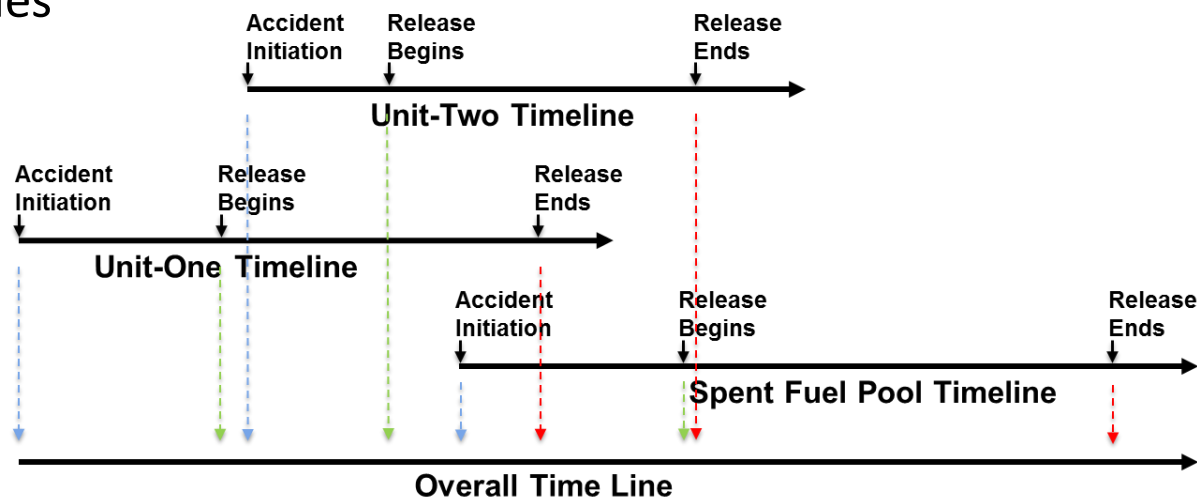 Accident Release Release
Initiation Begins Ends
Unit-Two Timeline
Accident Release Release
Initiation Begins Ends
Unit-One Timeline
Accident Release Release
Initiation Begins Ends
Spent Fuel Pool Timeline
Overall Time Line